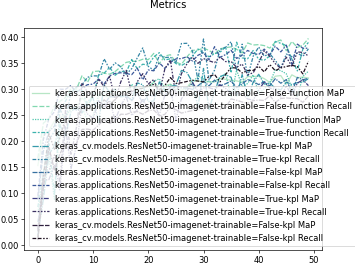 Metrics
0.40
0.35
0.30
0.25
0.20
0.15
0.10
0.05
0.00
keras.applications.ResNet50-imagenet-trainable=False-function MaP
keras.applications.ResNet50-imagenet-trainable=False-function Recall
keras.applications.ResNet50-imagenet-trainable=True-function MaP
keras.applications.ResNet50-imagenet-trainable=True-function Recall
keras_cv.models.ResNet50-imagenet-trainable=True-kpl MaP
keras_cv.models.ResNet50-imagenet-trainable=True-kpl Recall
keras.applications.ResNet50-imagenet-trainable=False-kpl MaP
keras.applications.ResNet50-imagenet-trainable=False-kpl Recall
keras.applications.ResNet50-imagenet-trainable=True-kpl MaP
keras.applications.ResNet50-imagenet-trainable=True-kpl Recall
keras_cv.models.ResNet50-imagenet-trainable=False-kpl MaP
keras_cv.models.ResNet50-imagenet-trainable=False-kpl Recall
0 10 20 30 40 50